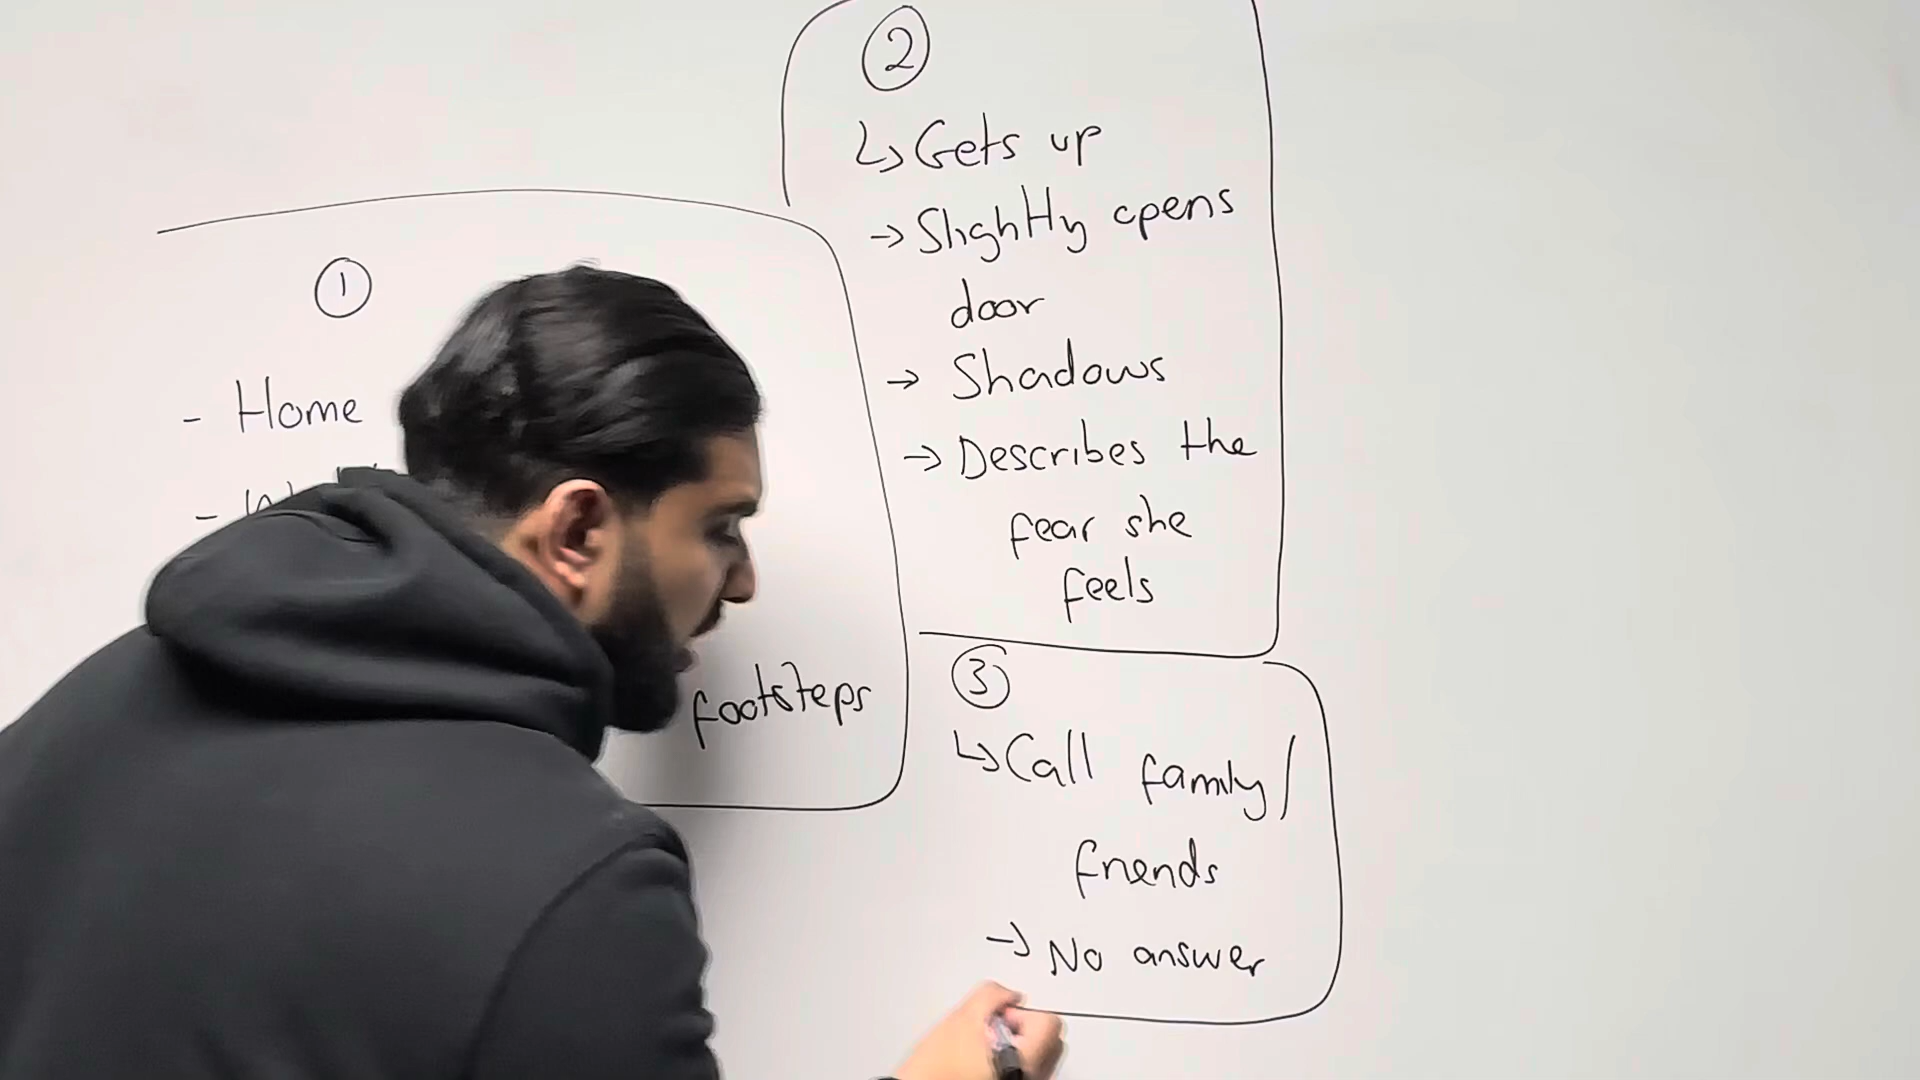 ①
- Home
-
footsteps
②
↳ Gets up
→ Slightly opens
door
→ Shadows
→ Describes the
fear she
feels
③
↳ Call family/
friends
→ No answer